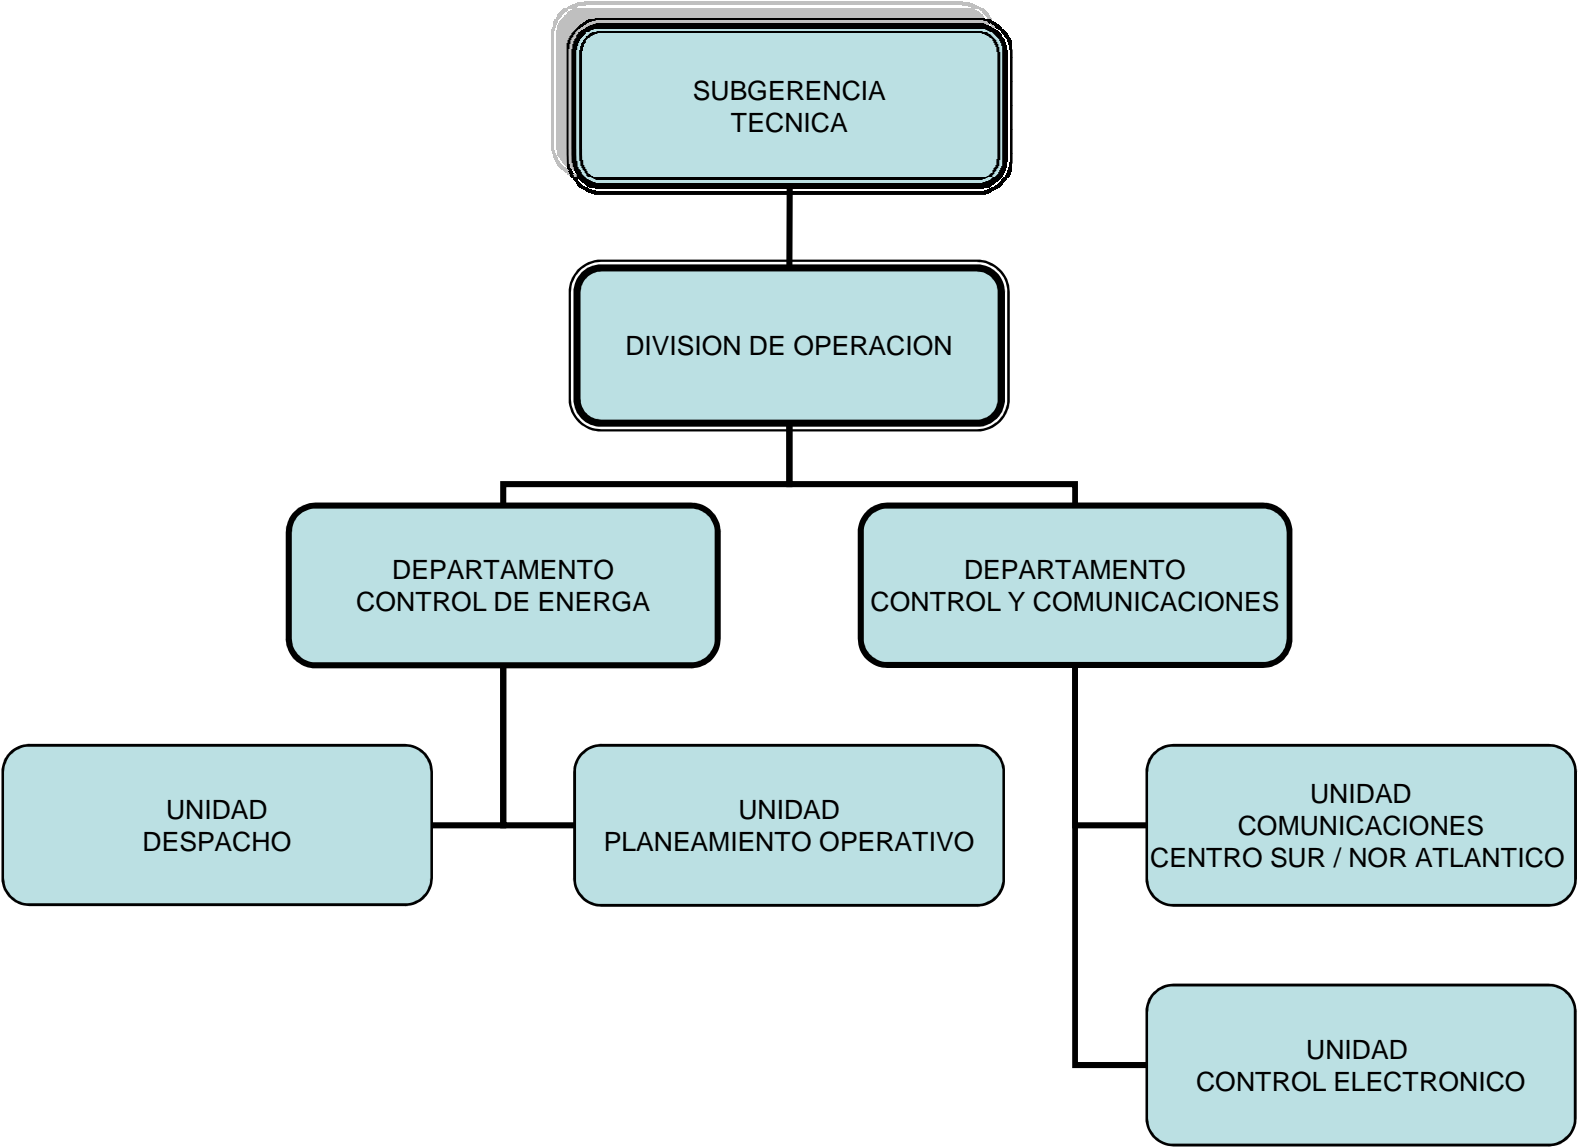 SUBGERENCIA
TECNICA
DIVISION DE OPERACION
DEPARTAMENTO
CONTROL DE ENERGA
DEPARTAMENTO
CONTROL Y COMUNICACIONES
UNIDAD
DESPACHO
UNIDAD
PLANEAMIENTO OPERATIVO
UNIDAD
COMUNICACIONES
CENTRO SUR / NOR ATLANTICO
UNIDAD
CONTROL ELECTRONICO